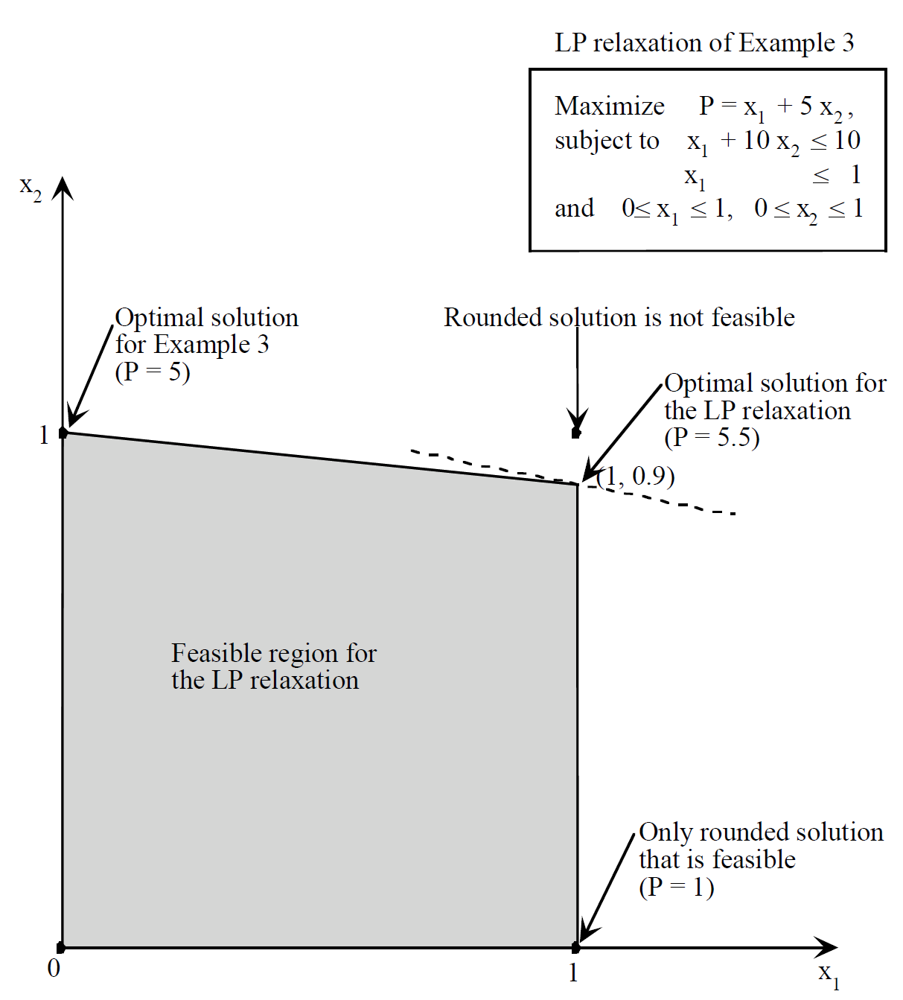 LP relaxation of Example 3
Maximize P = x1 + 5 x2,
subject to x1 + 10 x2 ≤ 10
x1 ≤ 1
and 0≤ x1 ≤ 1, 0 ≤ x2 ≤ 1
x2
Optimal solution
for Example 3
(P = 5)
Rounded solution is not feasible
Optimal solution for
the LP relaxation
(P = 5.5)
1
(1, 0.9)
Feasible region for
the LP relaxation
Only rounded solution
that is feasible
(P = 1)
0
1
x1